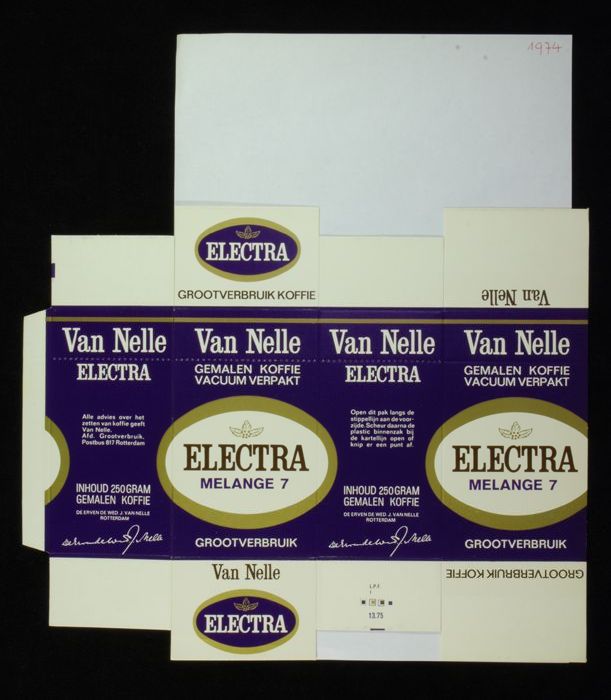 1974
ELECTRA
GROOTVERBRUIK KOFFIE
Van Nelle
Van Nelle
ELECTRA
Alle advies over het
zetten van koffie geeft
Van Nelle.
Afd. Grootverbruik,
Postbus 817 Rotterdam
INHOUD 250 GRAM
GEMALEN KOFFIE
DE ERVEN DE WED. J. VAN NELLE
ROTTERDAM
Van Nelle
GEMALEN KOFFIE
VACUUM VERPAKT
ELECTRA
MELANGE 7
GROOTVERBRUIK
Van Nelle
ELECTRA
Open dit pak langs de
stippellijn aan de voor-
zijde. Scheur daarna de
plastic binnenzak bij
de kartellijn open of
knip er een punt af.
INHOUD 250 GRAM
GEMALEN KOFFIE
DE ERVEN DE WED. J. VAN NELLE
ROTTERDAM
Van Nelle
GEMALEN KOFFIE
VACUUM VERPAKT
ELECTRA
MELANGE 7
GROOTVERBRUIK
Van Nelle
ELECTRA
L.P.F.
13.75
GROOTVERBRUIK KOFFIE